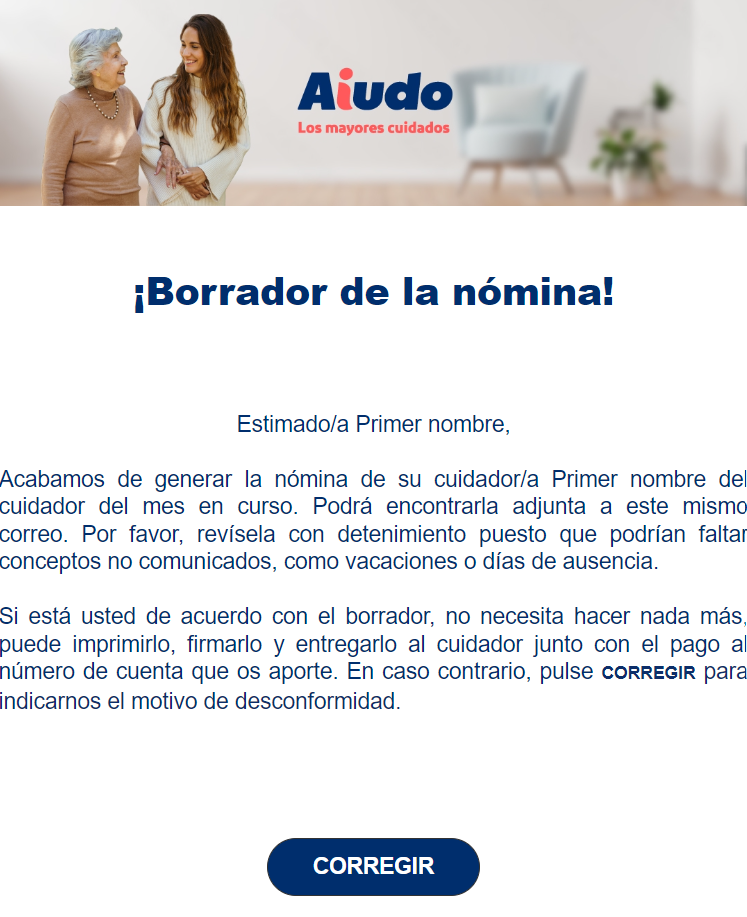 Aiudo
Los mayores cuidados
¡Borrador de la nómina!
Estimado/a Primer nombre,
Acabamos de generar la nómina de su cuidador/a Primer nombre del
cuidador del mes en curso. Podrá encontrarla adjunta a este mismo
correo. Por favor, revísela con detenimiento puesto que podrían faltar
conceptos no comunicados, como vacaciones o días de ausencia.
Si está usted de acuerdo con el borrador, no necesita hacer nada más,
puede imprimirlo, firmarlo y entregarlo al cuidador junto con el pago al
número de cuenta que os aporte. En caso contrario, pulse CORREGIR para
indicarnos el motivo de desconformidad.
CORREGIR